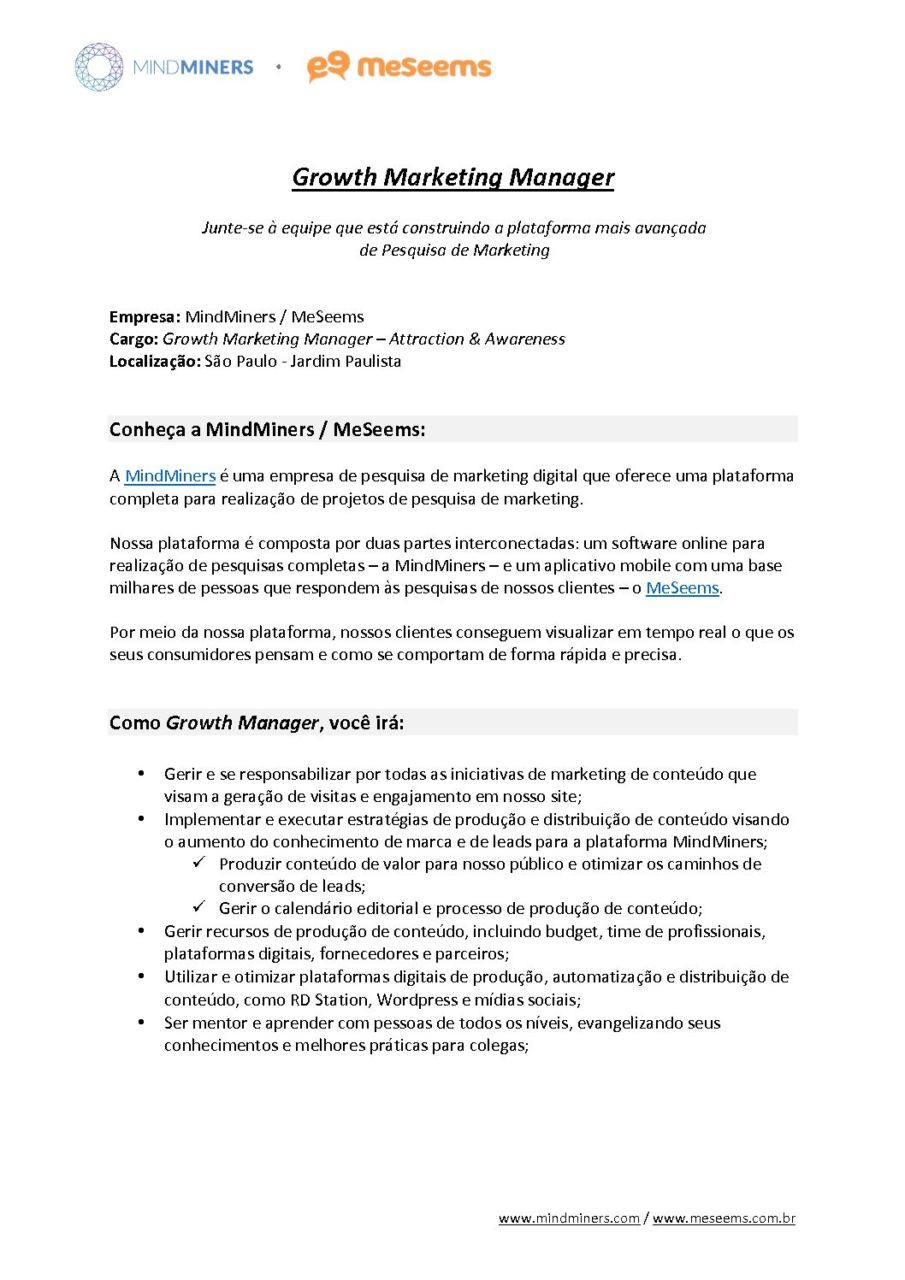 MINDMINERS • meSeems
Growth Marketing Manager
Junte-se à equipe que está construindo a plataforma mais avançada
de Pesquisa de Marketing
Empresa: MindMiners / MeSeems
Cargo: Growth Marketing Manager – Attraction & Awareness
Localização: São Paulo - Jardim Paulista
Conheça a MindMiners / MeSeems:
A MindMiners é uma empresa de pesquisa de marketing digital que oferece uma plataforma
completa para realização de projetos de pesquisa de marketing.
Nossa plataforma é composta por duas partes interconectadas: um software online para
realização de pesquisas completas – a MindMiners – e um aplicativo mobile com uma base
milhares de pessoas que respondem às pesquisas de nossos clientes – o MeSeems.
Por meio da nossa plataforma, nossos clientes conseguem visualizar em tempo real o que os
seus consumidores pensam e como se comportam de forma rápida e precisa.
Como Growth Manager, você irá:
• Gerir e se responsabilizar por todas as iniciativas de marketing de conteúdo que
visam a geração de visitas e engajamento em nosso site;
• Implementar e executar estratégias de produção e distribuição de conteúdo visando
o aumento do conhecimento de marca e de leads para a plataforma MindMiners;
✓ Produzir conteúdo de valor para nosso público e otimizar os caminhos de
conversão de leads;
✓ Gerir o calendário editorial e processo de produção de conteúdo;
• Gerir recursos de produção de conteúdo, incluindo budget, time de profissionais,
plataformas digitais, fornecedores e parceiros;
• Utilizar e otimizar plataformas digitais de produção, automatização e distribuição de
conteúdo, como RD Station, Wordpress e mídias sociais;
• Ser mentor e aprender com pessoas de todos os níveis, evangelizando seus
conhecimentos e melhores práticas para colegas;
www.mindminers.com / www.meseems.com.br